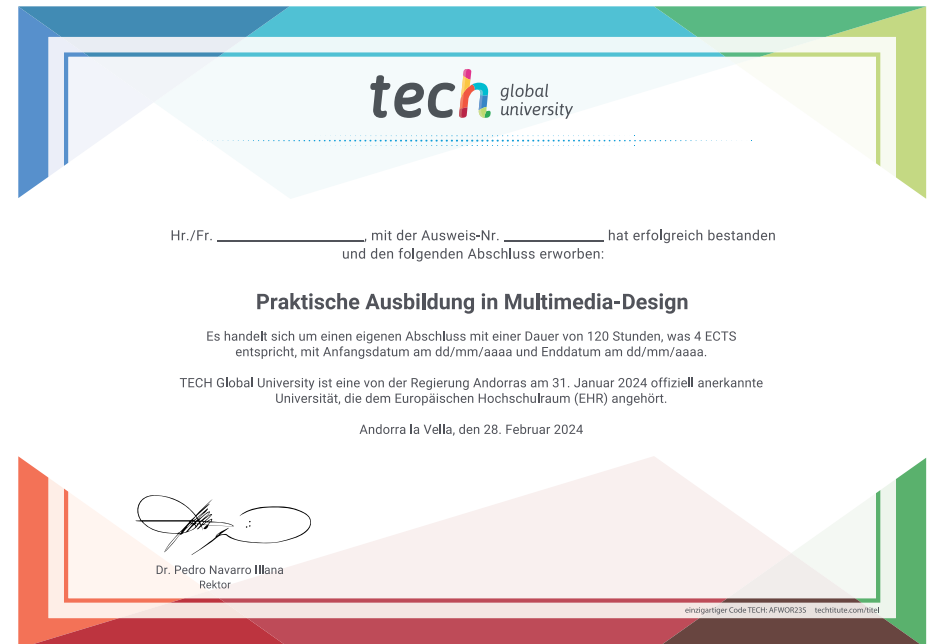 tech global
university
Hr./Fr. ____________________, mit der Ausweis-Nr. ______________ hat erfolgreich bestanden
und den folgenden Abschluss erworben:
Praktische Ausbildung in Multimedia-Design
Es handelt sich um einen eigenen Abschluss mit einer Dauer von 120 Stunden, was 4 ECTS
entspricht, mit Anfangsdatum am dd/mm/aaaa und Enddatum am dd/mm/aaaa.
TECH Global University ist eine von der Regierung Andorras am 31. Januar 2024 offiziell anerkannte
Universität, die dem Europäischen Hochschulraum (EHR) angehört.
Andorra la Vella, den 28. Februar 2024
Dr. Pedro Navarro Illana
Rektor
einzigartiger Code TECH: AFWOR23S techtitute.com/titel